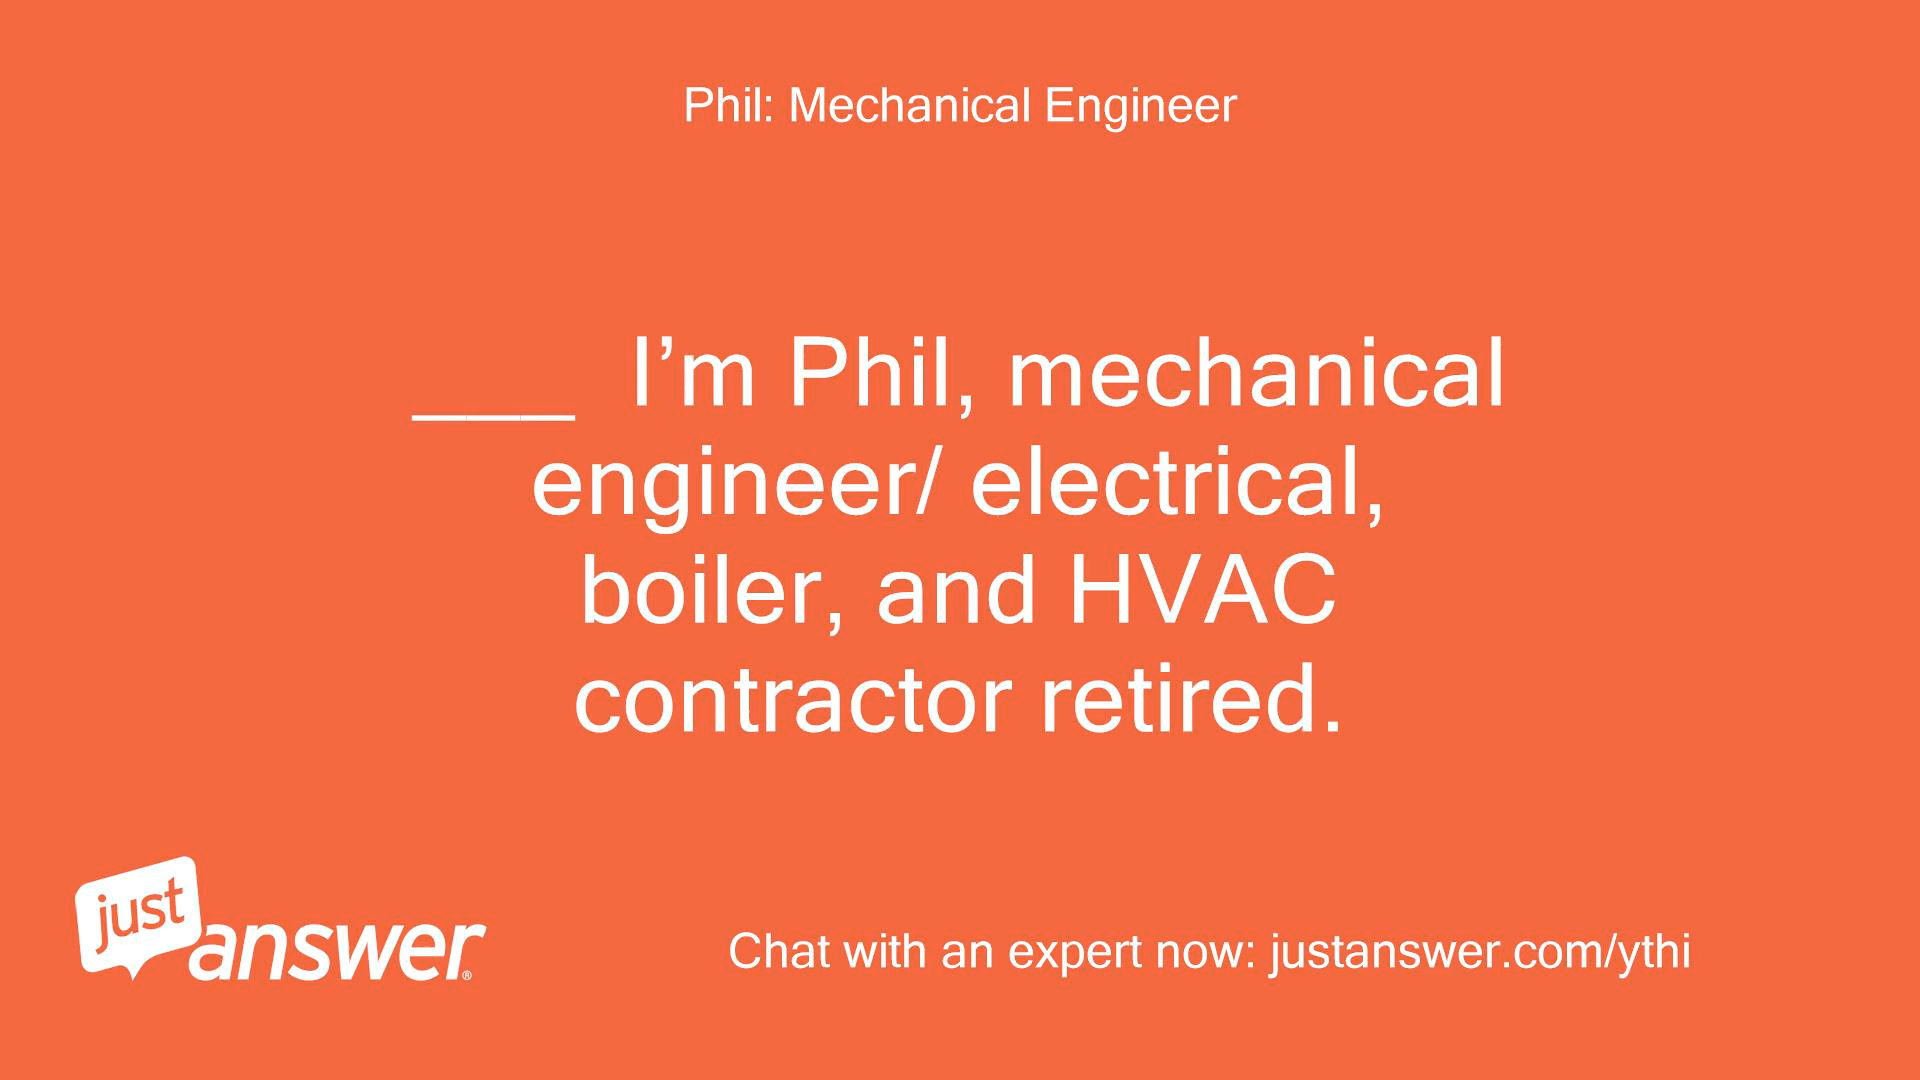 Phil: Mechanical Engineer
___ I’m Phil, mechanical
engineer/ electrical,
boiler, and HVAC
contractor retired.
just
answer®
Chat with an expert now: justanswer.com/ythi